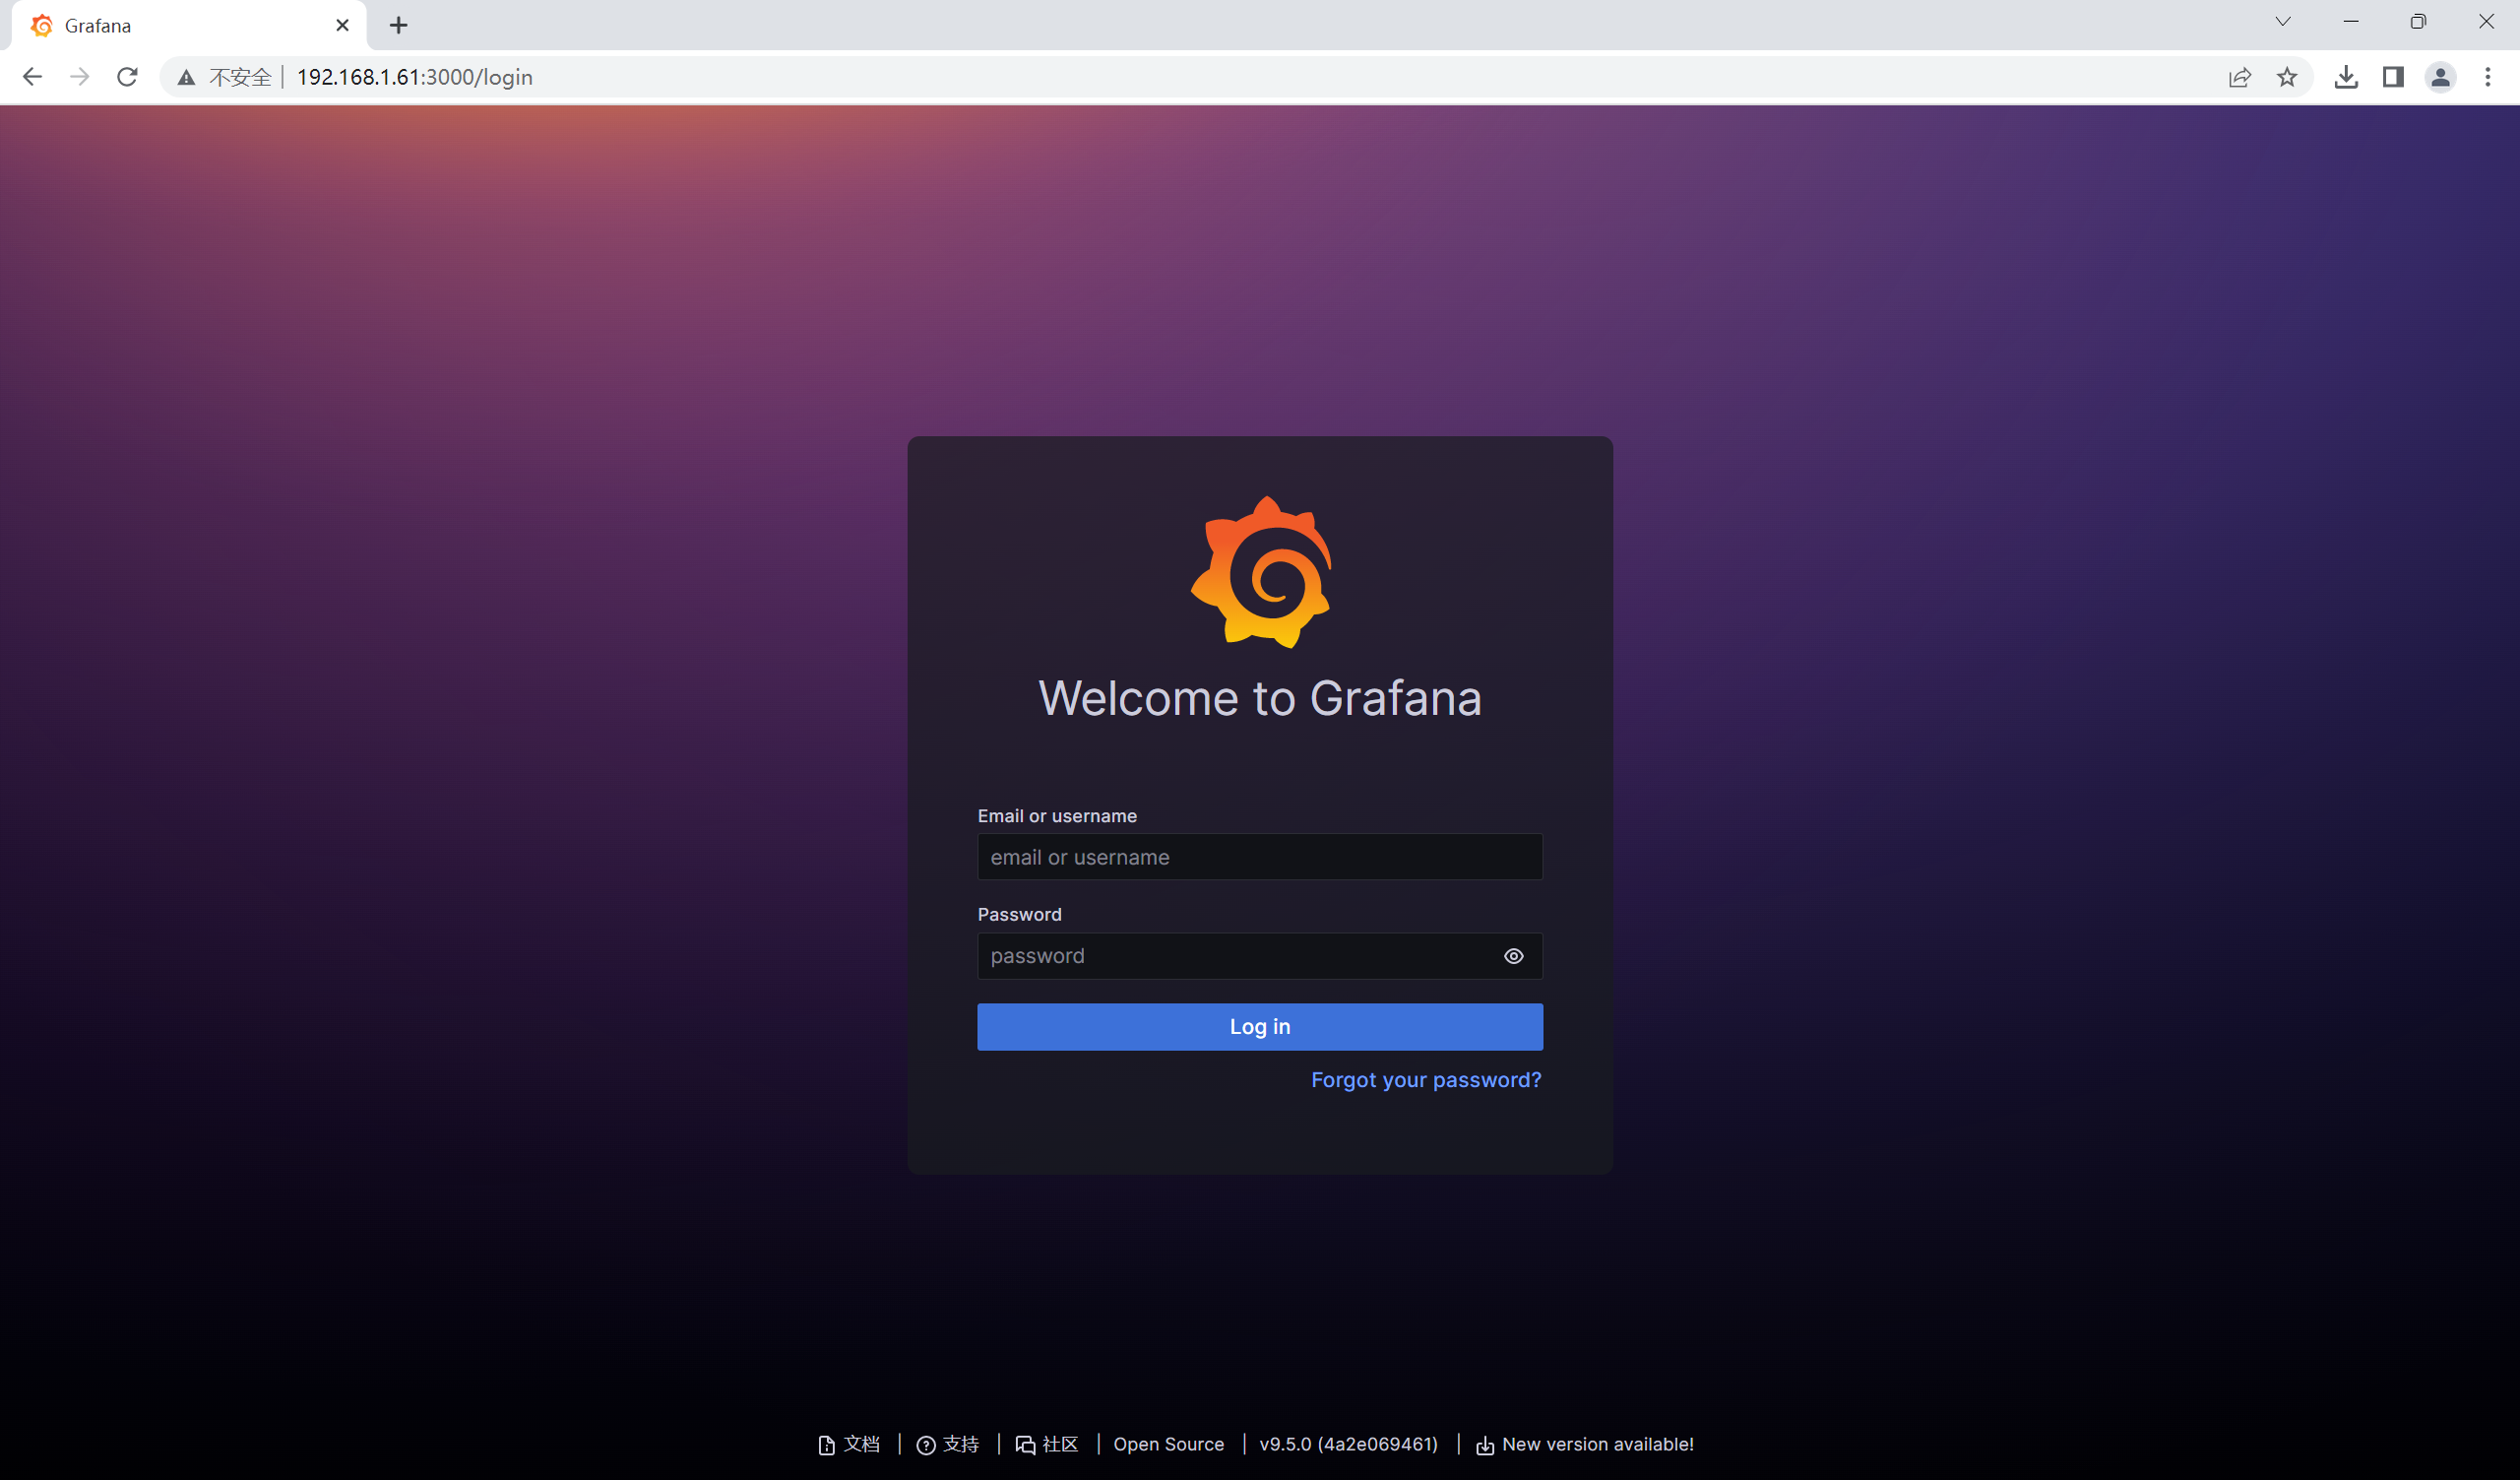 Grafana
不安全 192.168.1.61:3000/login
Welcome to Grafana
Email or username
email or username
Password
password
Log in
Forgot your password?
文档 | 支持 | 社区 | Open Source | v9.5.0 (4a2e069461) | New version available!